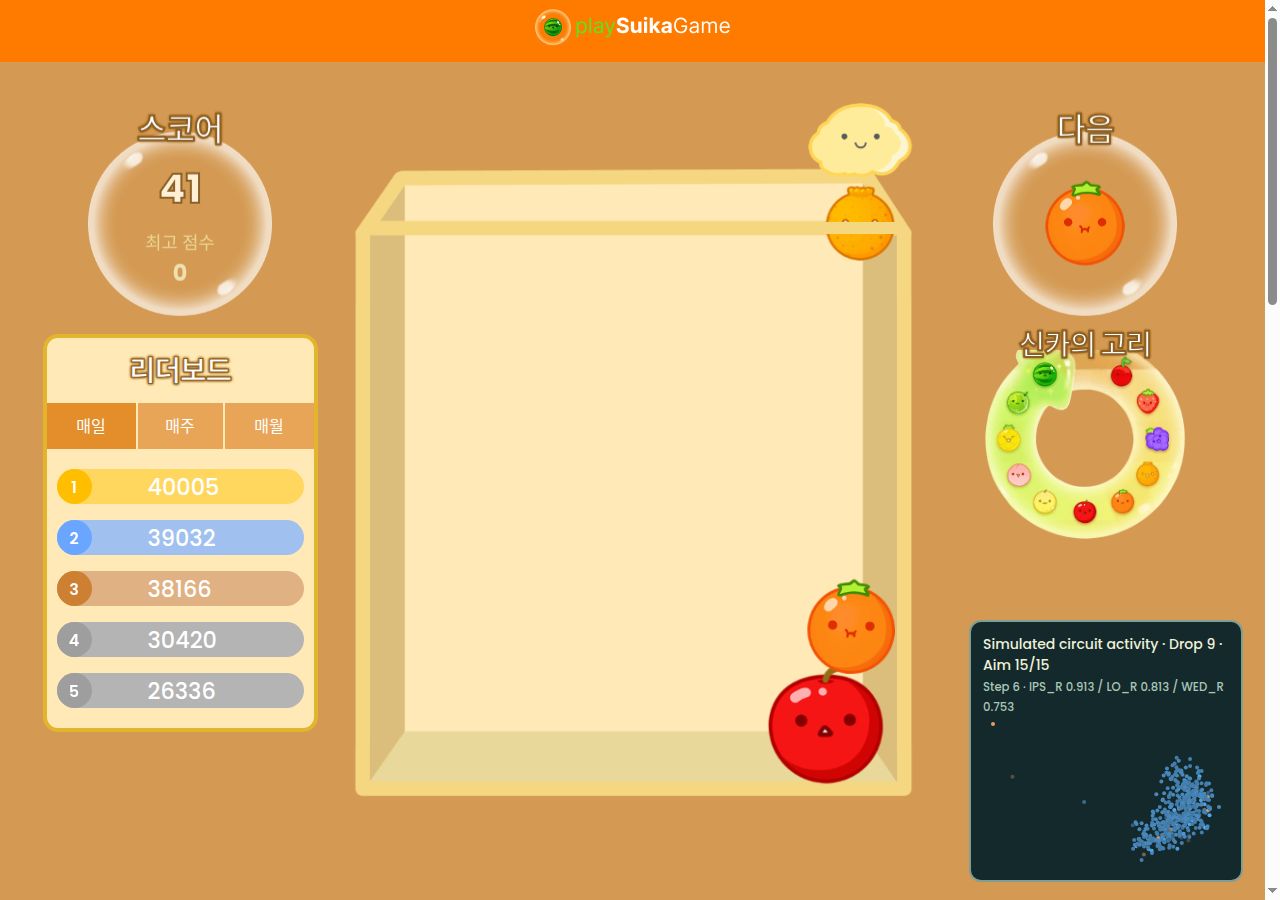 playSuikaGame
스코어
41
최고 점수
0
리더보드
매일 매주 매월
1 40005
2 39032
3 38166
4 30420
5 26336
다음
신카의 고리
Simulated circuit activity · Drop 9 ·
Aim 15/15
Step 6 · IPS_R 0.913 / LO_R 0.813 / WED_R
0.753